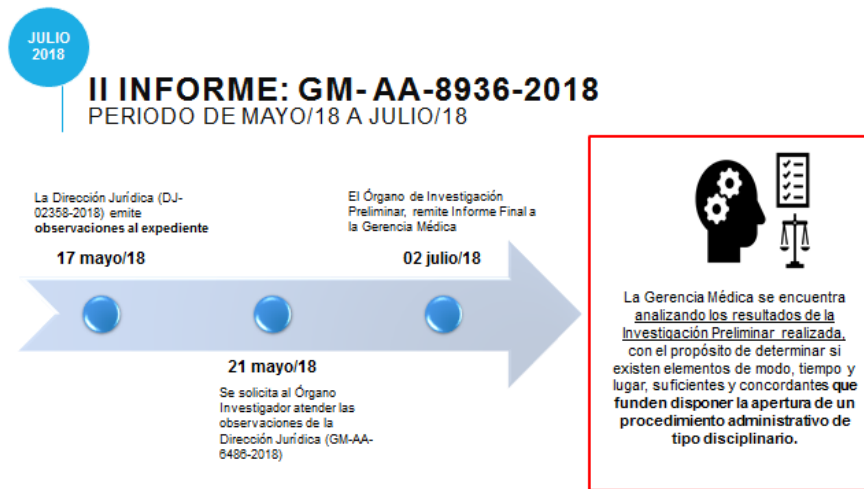 JULIO
2018
II INFORME: GM- AA-8936-2018
PERIODO DE MAYO/18 A JULIO/18
La Dirección Jurídica (DJ-
02358-2018) emite
observaciones al expediente
17 mayo/18
El Órgano de Investigación
Preliminar, remite Informe Final a
la Gerencia Médica
02 julio/18
21 mayo/18
Se solicita al Órgano
Investigador atender las
observaciones de la
Dirección Jurídica (GM-AA-
6486-2018)
La Gerencia Médica se encuentra
analizando los resultados de la
Investigación Preliminar realizada,
con el propósito de determinar si
existen elementos de modo, tiempo y
lugar, suficientes y concordantes que
funden disponer la apertura de un
procedimiento administrativo de
tipo disciplinario.